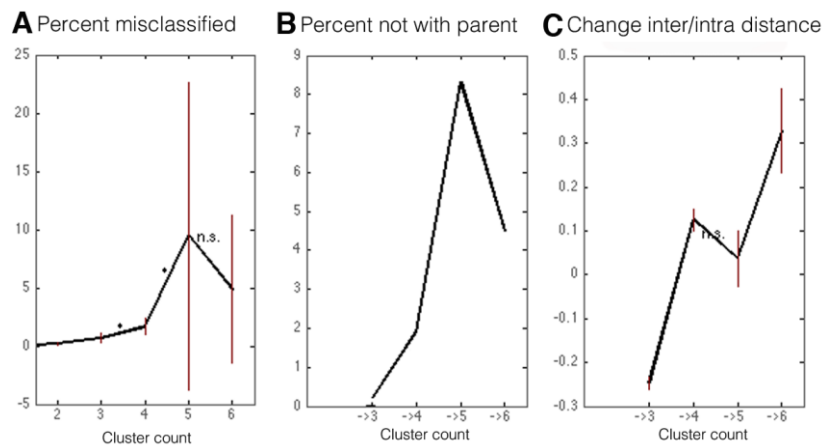 A Percent misclassified
25
20
15
10
5
0
-5
n.s.
*
*
2 3 4 5 6
Cluster count
B Percent not with parent
9
8
7
6
5
4
3
2
1
0
->3 ->4 ->5 ->6
Cluster count
C Change inter/intra distance
0.5
0.4
0.3
0.2
0.1
n.s.
0
-0.1
-0.2
-0.3
->3 ->4 ->5 ->6
Cluster count